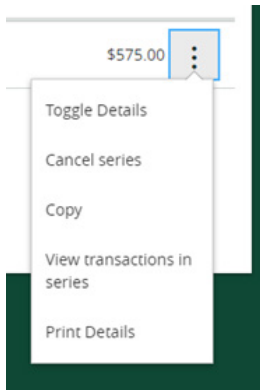 $575.00
Toggle Details
Cancel series
Copy
View transactions in
series
Print Details